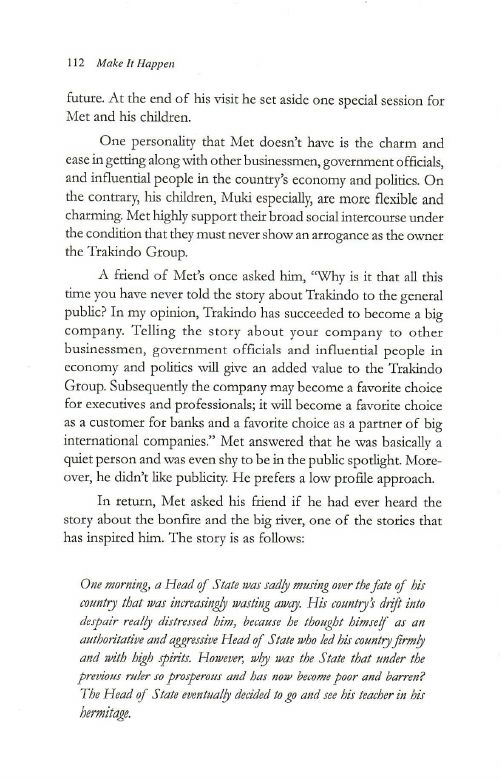 112 Make It Happen
future. At the end of his visit he set aside one special session for
Met and his children.
One personality that Met doesn't have is the charm and
ease in getting along with other businessmen, government officials,
and influential people in the country's economy and politics. On
the contrary, his children, Muki especially, are more flexible and
charming. Met highly support their broad social intercourse under
the condition that they must never show an arrogance as the owner
the Trakindo Group.
A friend of Met's once asked him, “Why is it that all this
time you have never told the story about Trakindo to the general
public? In my opinion, Trakindo has succeeded to become a big
company. Telling the story about your company to other
businessmen, government officials and influential people in
economy and politics will give an added value to the Trakindo
Group. Subsequently the company may become a favorite choice
for executives and professionals; it will become a favorite choice
as a customer for banks and a favorite choice as a partner of big
international companies.” Met answered that he was basically a
quiet person and was even shy to be in the public spotlight. More-
over, he didn't like publicity. He prefers a low profile approach.
In return, Met asked his friend if he had ever heard the
story about the bonfire and the big river, one of the stories that
has inspired him. The story is as follows:
One morning, a Head of State was sadly musing over the fate of his
country that was increasingly wasting away. His country's drift into
despair really distressed him, because he thought himself as an
authoritative and aggressive Head of State who led his country firmly
and with high spirits. However, why was the State that under the
previous ruler so prosperous and has now become poor and barren?
The Head of State eventually decided to go and see his teacher in his
hermitage.